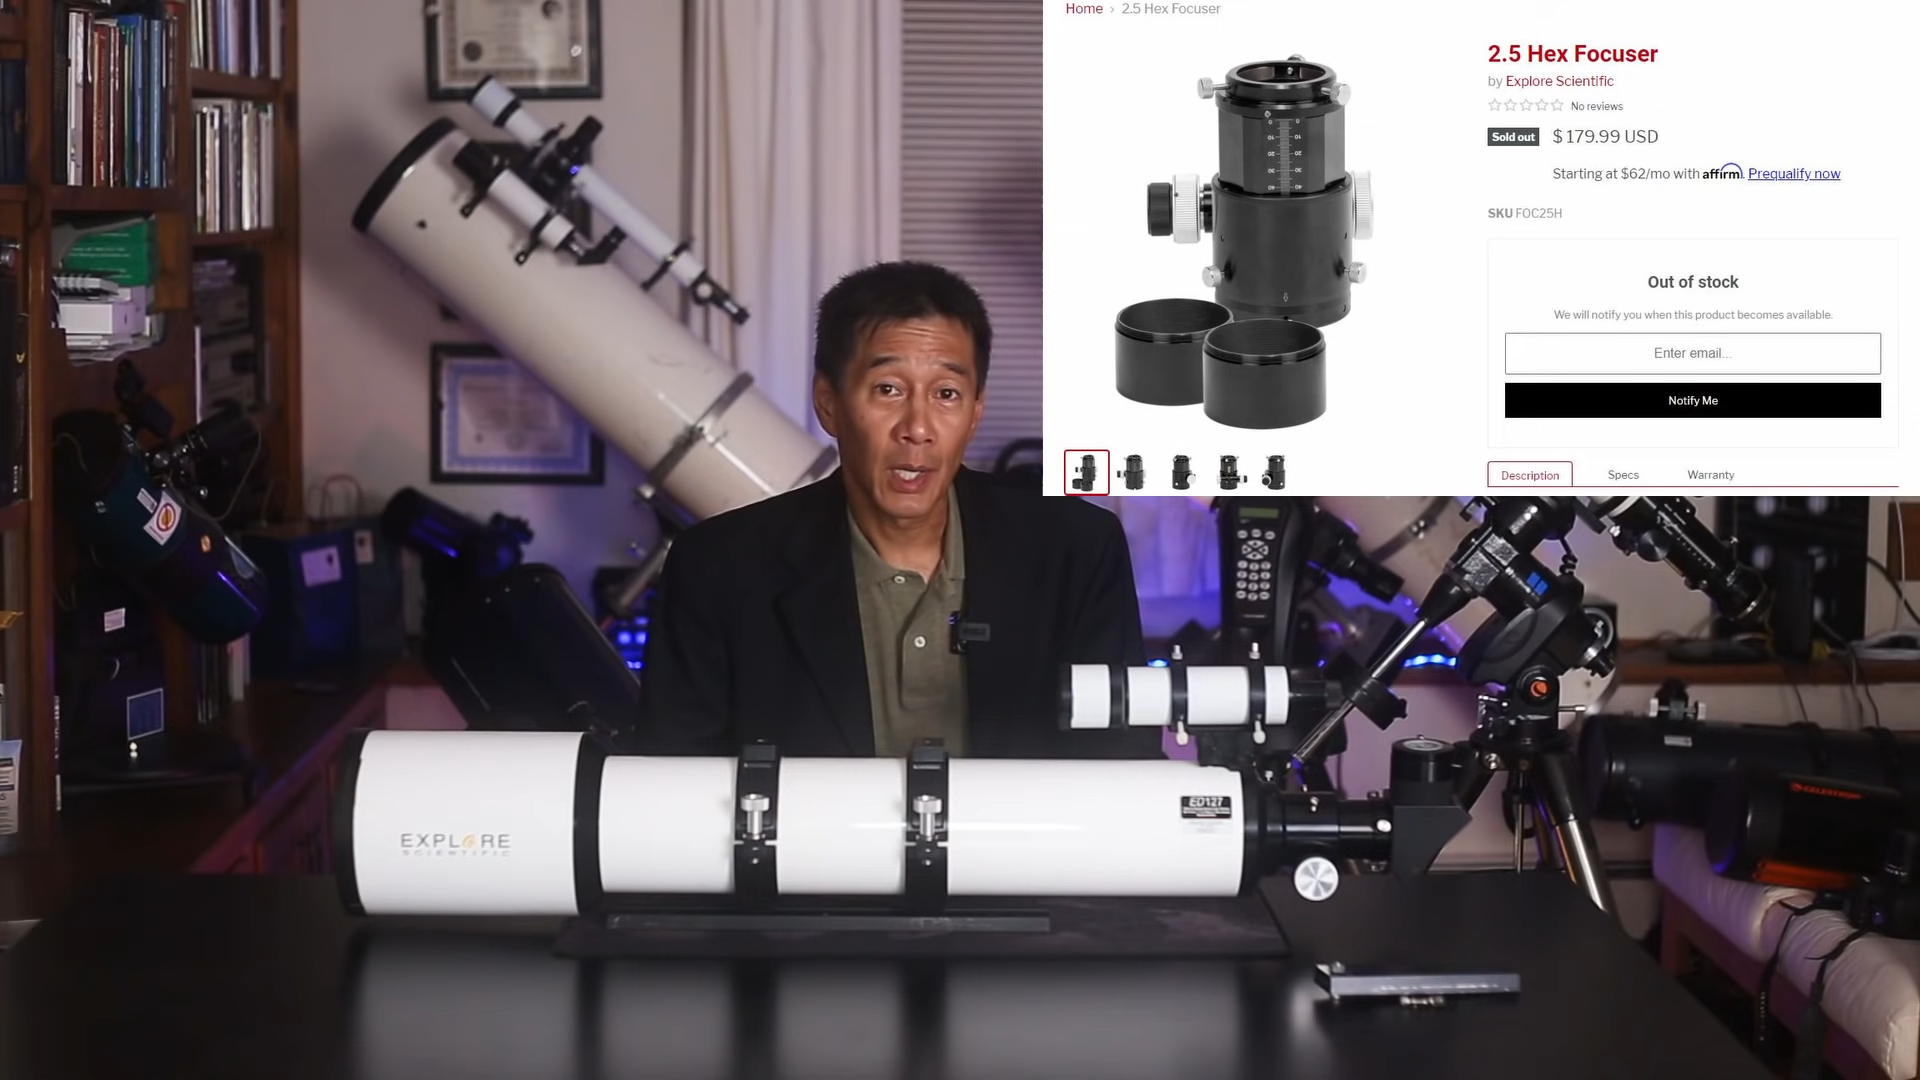 Home › 2.5 Hex Focuser
2.5 Hex Focuser
by Explore Scientific
No reviews
Sold out $ 179.99 USD
Starting at $62/mo with affirm. Prequalify now
SKU FOC25H
Out of stock
We will notify you when this product becomes available.
Enter email...
Notify Me
Description Specs Warranty
EXPLORE
SCIENTIFIC
ED127
CELESTRON